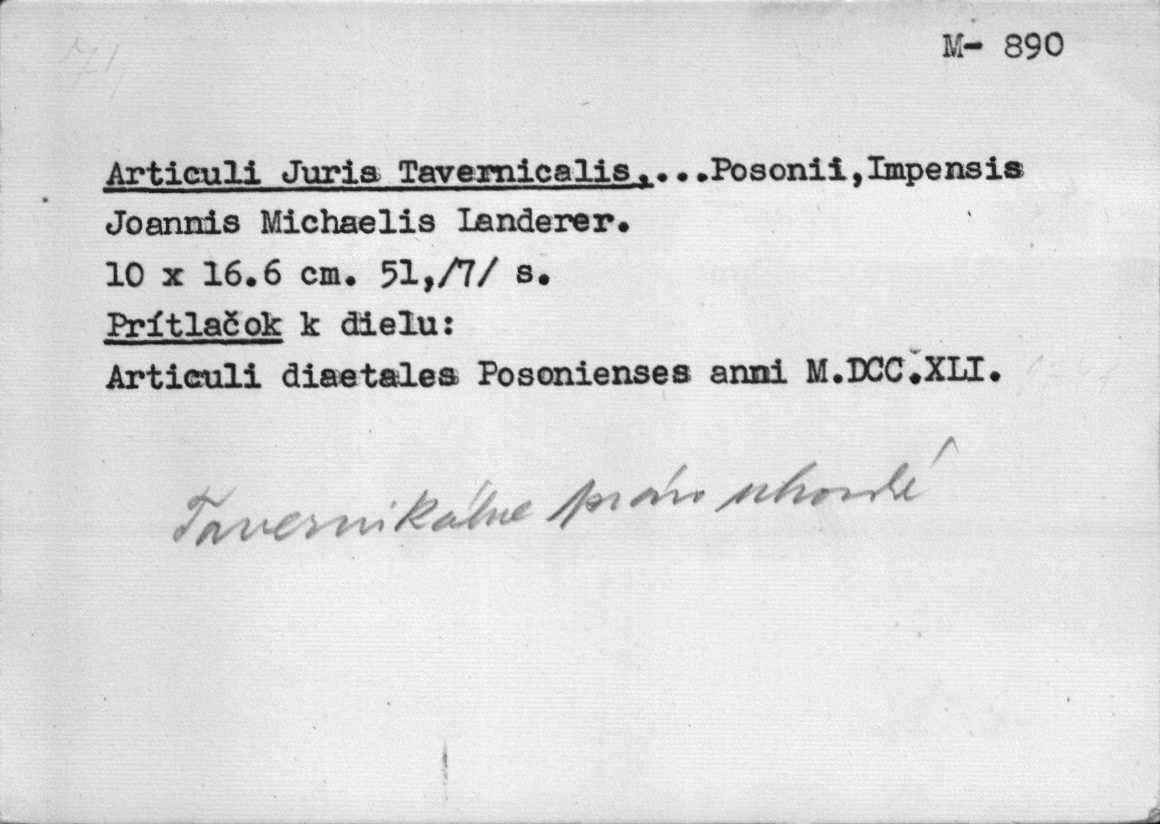 M- 890
Articuli Juris Tavernicalis,...Posonii,Impensis
Joannis Michaelis Landerer.
10 x 16.6 cm. 51,/7/ s.
Prítlačok k dielu:
Articuli diaetales Posonienses anni M.DCC.XLI.
Tavernikálne právo uhorské